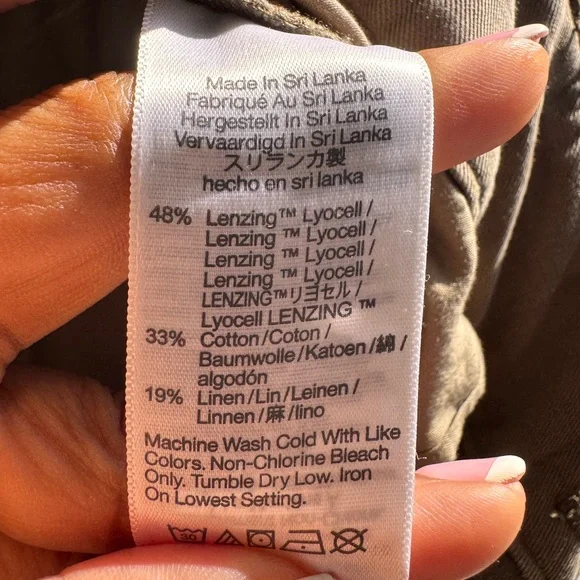 Made In Sri Lanka
Fabriqué Au Sri Lanka
Hergestellt In Sri Lanka
Vervaardigd In Sri Lanka
スリランカ製
hecho en sri lanka
48% Lenzing™ Lyocell/
Lenzing ™ Lyocell/
Lenzing ™ Lyocell/
Lenzing ™ Lyocell/
LENZING™リヨセル/
Lyocell LENZING ™
33% Cotton/Coton/
Baumwolle/Katoen/綿/
algodón
19% Linen/Lin/Leinen/
Linnen/麻/lino
Machine Wash Cold With Like
Colors. Non-Chlorine Bleach
Only. Tumble Dry Low. Iron
On Lowest Setting.
30